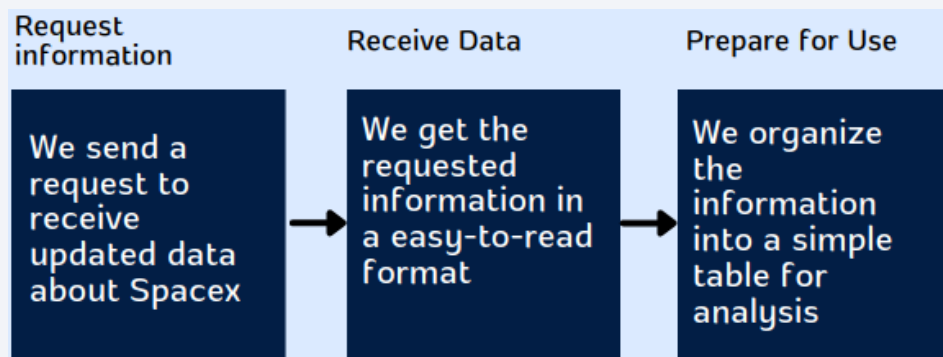 Request
information
We send a
request to
receive
updated data
about Spacex
Receive Data
We get the
requested
information in
a easy-to-read
format
Prepare for Use
We organize
the
information
into a simple
table for
analysis